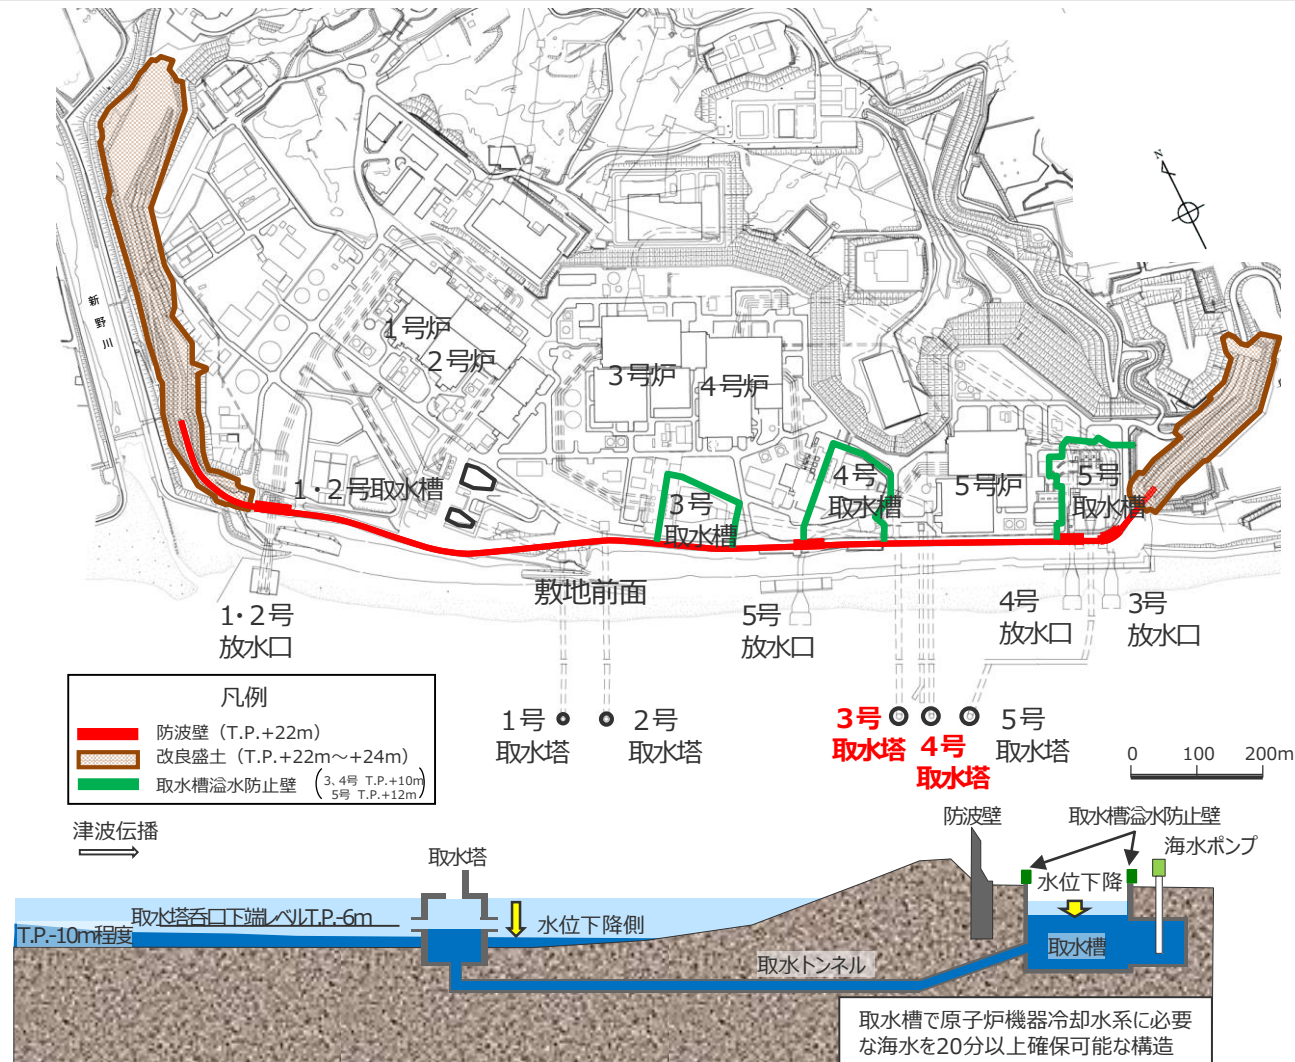 N
新野川
1号炉
2号炉
3号炉
4号炉
5号炉
1・2号取水槽
3号
取水槽
4号
取水槽
5号
取水槽
敷地前面
1・2号
放水口
5号
放水口
4号
放水口
3号
放水口
1号
取水塔
2号
取水塔
3号
取水塔
4号
取水塔
5号
取水塔
0 100 200m
凡例
防波壁（T.P.+22m）
改良盛土（T.P.+22m～+24m）
取水槽溢水防止壁
3、4号 T.P.+10m
5号 T.P.+12m
津波伝播
取水塔
防波壁
取水槽溢水防止壁
海水ポンプ
水位下降
取水塔呑口下端レベルT.P.-6m
水位下降側
T.P.-10m程度
取水槽
取水トンネル
取水槽で原子炉機器冷却水系に必要
な海水を20分以上確保可能な構造